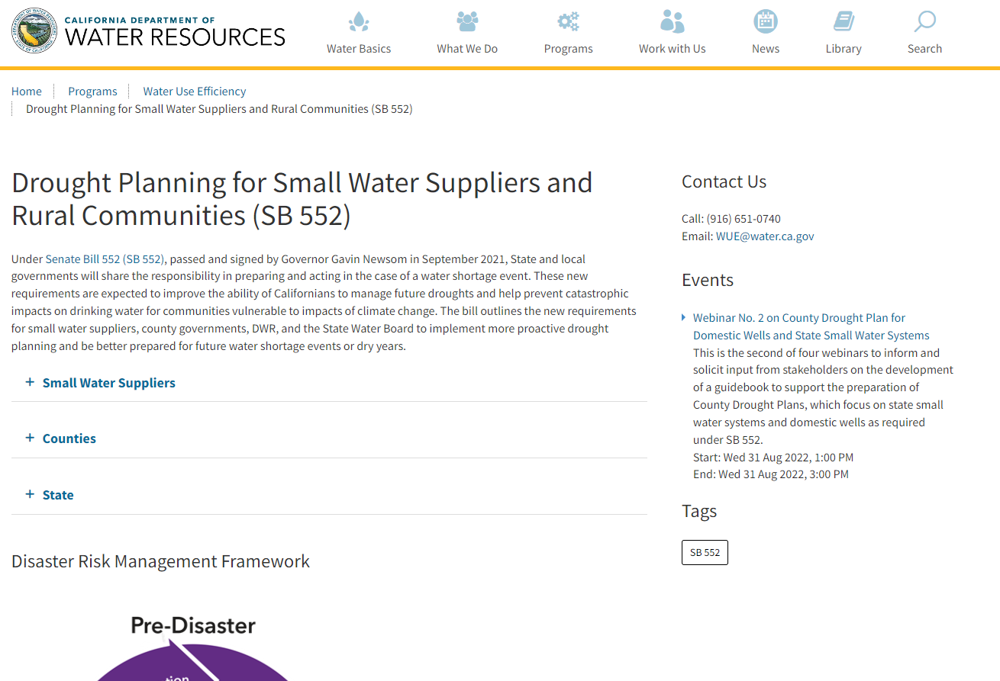 CALIFORNIA DEPARTMENT OF
WATER RESOURCES
Water Basics
What We Do
Programs
Work with Us
News
Library
Search
Home
Programs
Water Use Efficiency
Drought Planning for Small Water Suppliers and Rural Communities (SB 552)
Drought Planning for Small Water Suppliers and
Rural Communities (SB 552)
Under Senate Bill 552 (SB 552), passed and signed by Governor Gavin Newsom in September 2021, State and local
governments will share the responsibility in preparing and acting in the case of a water shortage event. These new
requirements are expected to improve the ability of Californians to manage future droughts and help prevent catastrophic
impacts on drinking water for communities vulnerable to impacts of climate change. The bill outlines the new requirements
for small water suppliers, county governments, DWR, and the State Water Board to implement more proactive drought
planning and be better prepared for future water shortage events or dry years.
+ Small Water Suppliers
+ Counties
+ State
Disaster Risk Management Framework
Pre-Disaster
Contact Us
Call: (916) 651-0740
Email: WUE@water.ca.gov
Events
Webinar No. 2 on County Drought Plan for
Domestic Wells and State Small Water Systems
This is the second of four webinars to inform and
solicit input from stakeholders on the development
of a guidebook to support the preparation of
County Drought Plans, which focus on state small
water systems and domestic wells as required
under SB 552.
Start: Wed 31 Aug 2022, 1:00 PM
End: Wed 31 Aug 2022, 3:00 PM
Tags
SB 552